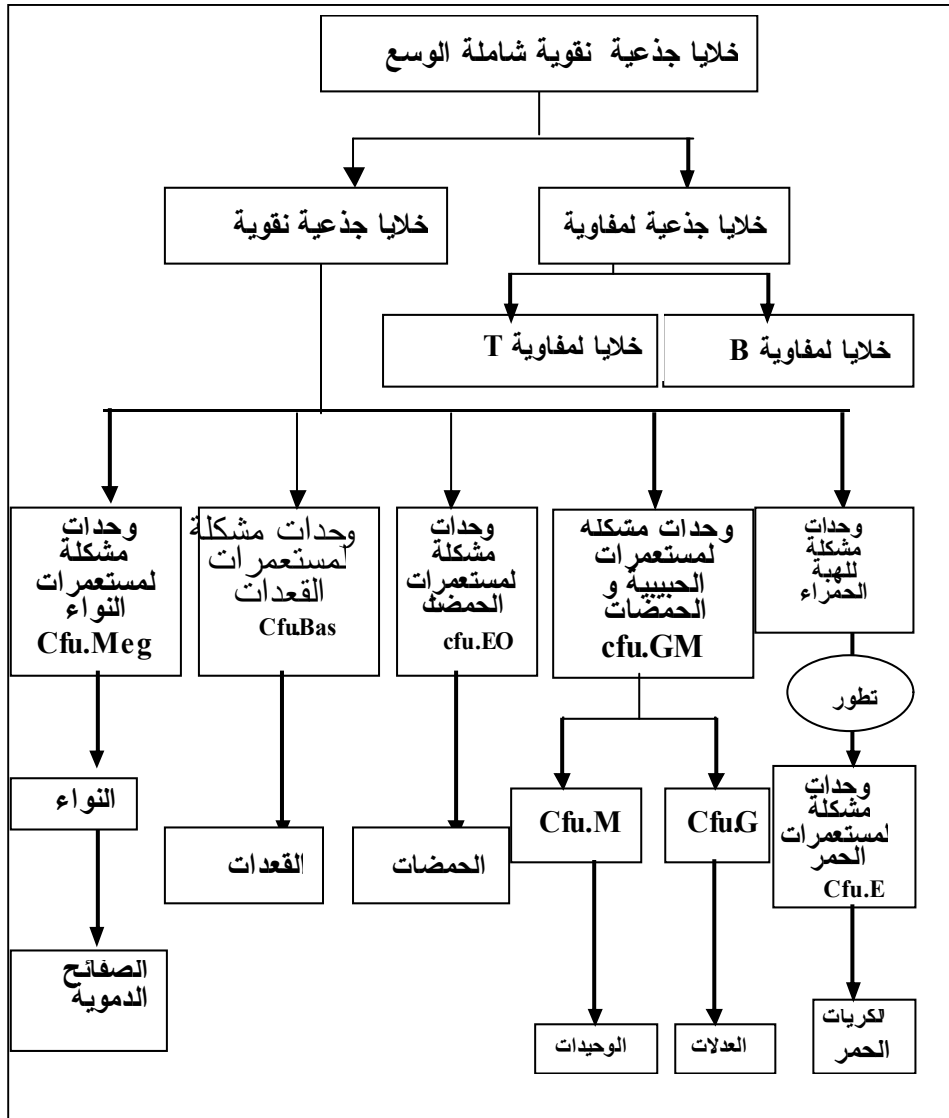 خلايا جذعية نقوية شاملة الوسع
خلايا جذعية لمفاوية
خلايا جذعية نقوية
خلايا لمفاوية B
خلايا لمفاوية T
وحدات
مشكلة
للهبة
الحمراء
وحدات مشكله
لمستعمرات
الحبيبية و
الحمضات
cfu.GM
وحدات
مشكلة
لمستعمرات
cfu.EO
وحدات مشكلة
لمستعمرات
القعدات
Cfu.Bas
وحدات
مشكلة
لمستعمرات
النواء
Cfu.Meg
تطور
وحدات
مشكلة
لمستعمرات
الحمر
Cfu.E
Cfu.G
Cfu.M
الحمضات
القعدات
النواء
الكريات
الحمر
العدلات
الوحيدات
الصفائح
الدموية